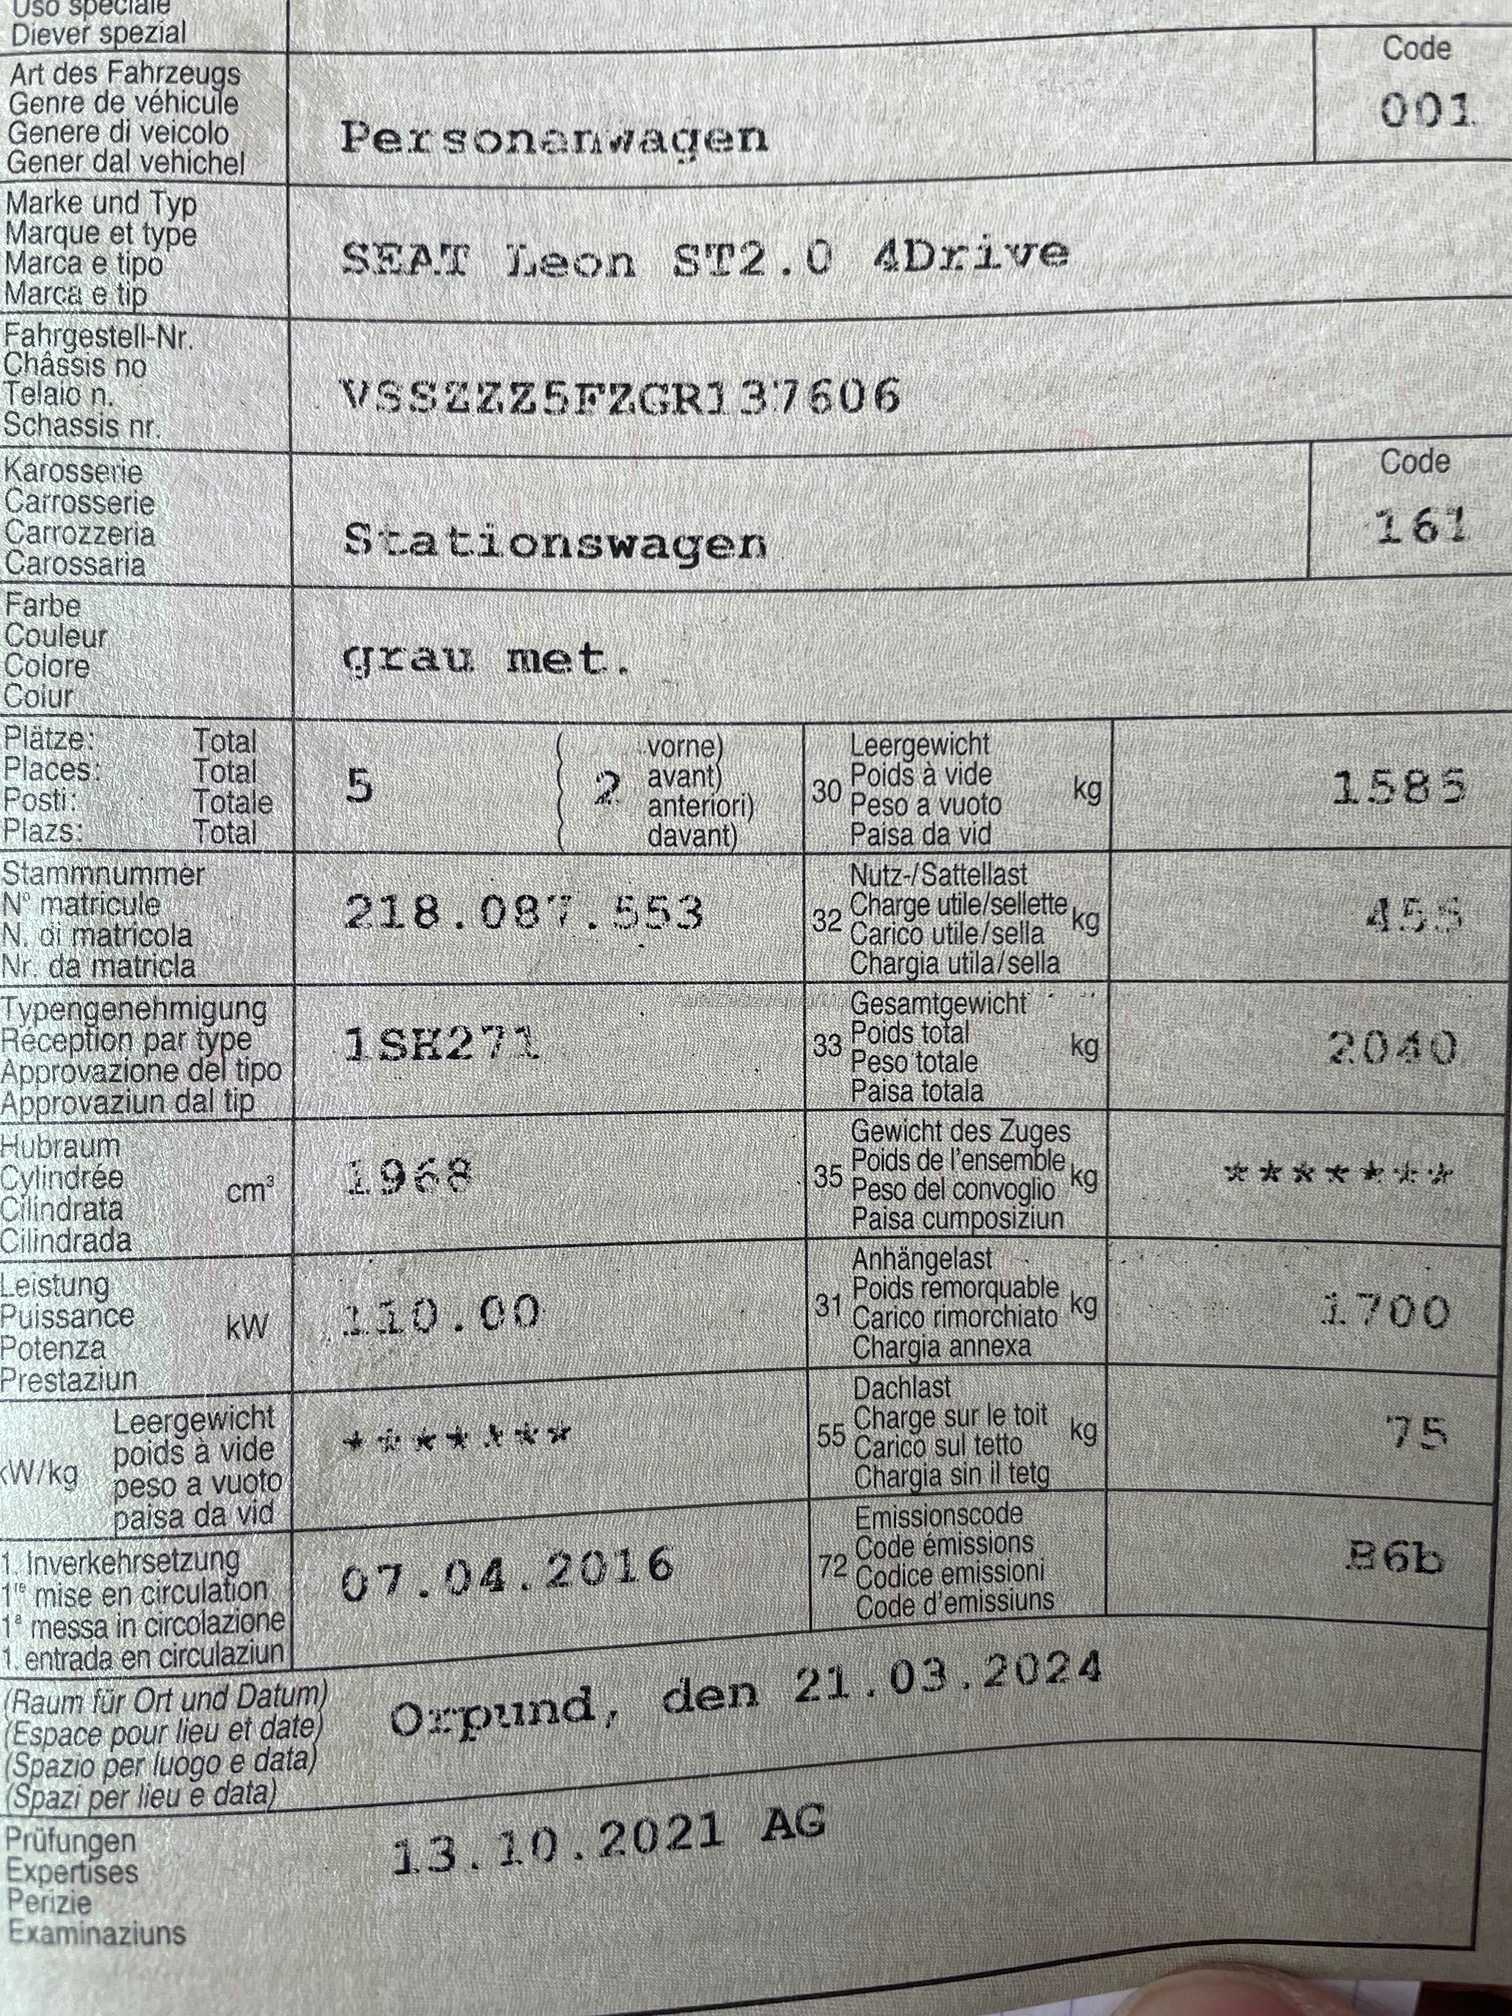 Uso speciale
Diever spezial
Art des Fahrzeugs
Genre de véhicule
Genere di veicolo
Gener dal vehichel
Personenwagen
Code
001
Marke und Typ
Marque et type
Marca e tipo
Marca e tip
SEAT Leon ST2.0 4Drive
Fahrgestell-Nr.
Châssis no
Telaio n.
Schassis nr.
VSSZZZ5FZGR137606
Karosserie
Carrosserie
Carrozzeria
Carossaria
Stationswagen
Code
161
Farbe
Couleur
Colore
Colur
grau met.
Plätze: Total
Places: Total
Posti: Totale
Plazs: Total
5
2
vorne)
avant)
anteriori)
davant)
30
Leergewicht
Poids à vide
Peso a vuoto
Paisa da vid
kg
1585
Stammnummer
N° matricule
N. di matricola
Nr. da matricla
218.087.553
32
Nutz-/Sattellast
Charge utile/sellette
Carico utile/sella
Chargia utila/sella
kg
455
Typengenehmigung
Réception par type
Approvazione del tipo
Approvaziun dal tip
1SH271
33
Gesamtgewicht
Poids total
Peso totale
Paisa totala
kg
2040
Hubraum
Cylindrée
Cilindrata
Cilindrada
cm³
1968
35
Gewicht des Zuges
Poids de l'ensemble
Peso del convoglio
Paisa cumposiziun
kg
*******
Leistung
Puissance
Potenza
Prestaziun
kW
110.00
31
Anhängelast
Poids remorquable
Carico rimorchiato
Chargia annexa
kg
1700
kW/kg
Leergewicht
poids à vide
peso a vuoto
paisa da vid
*******
55
Dachlast
Charge sur le toit
Carico sul tetto
Chargia sin il tetg
kg
75
1. Inverkehrsetzung
1re mise en circulation
1a messa in circolazione
1. entrada en circulaziun
07.04.2016
72
Emissionscode
Code émissions
Codice emissioni
Code d'emissiuns
B6b
(Raum für Ort und Datum)
(Espace pour lieu et date)
(Spazio per luogo e data)
(Spazi per lieu e data)
Orpund, den 21.03.2024
Prüfungen
Expertises
Perizie
Examinaziuns
13.10.2021 AG